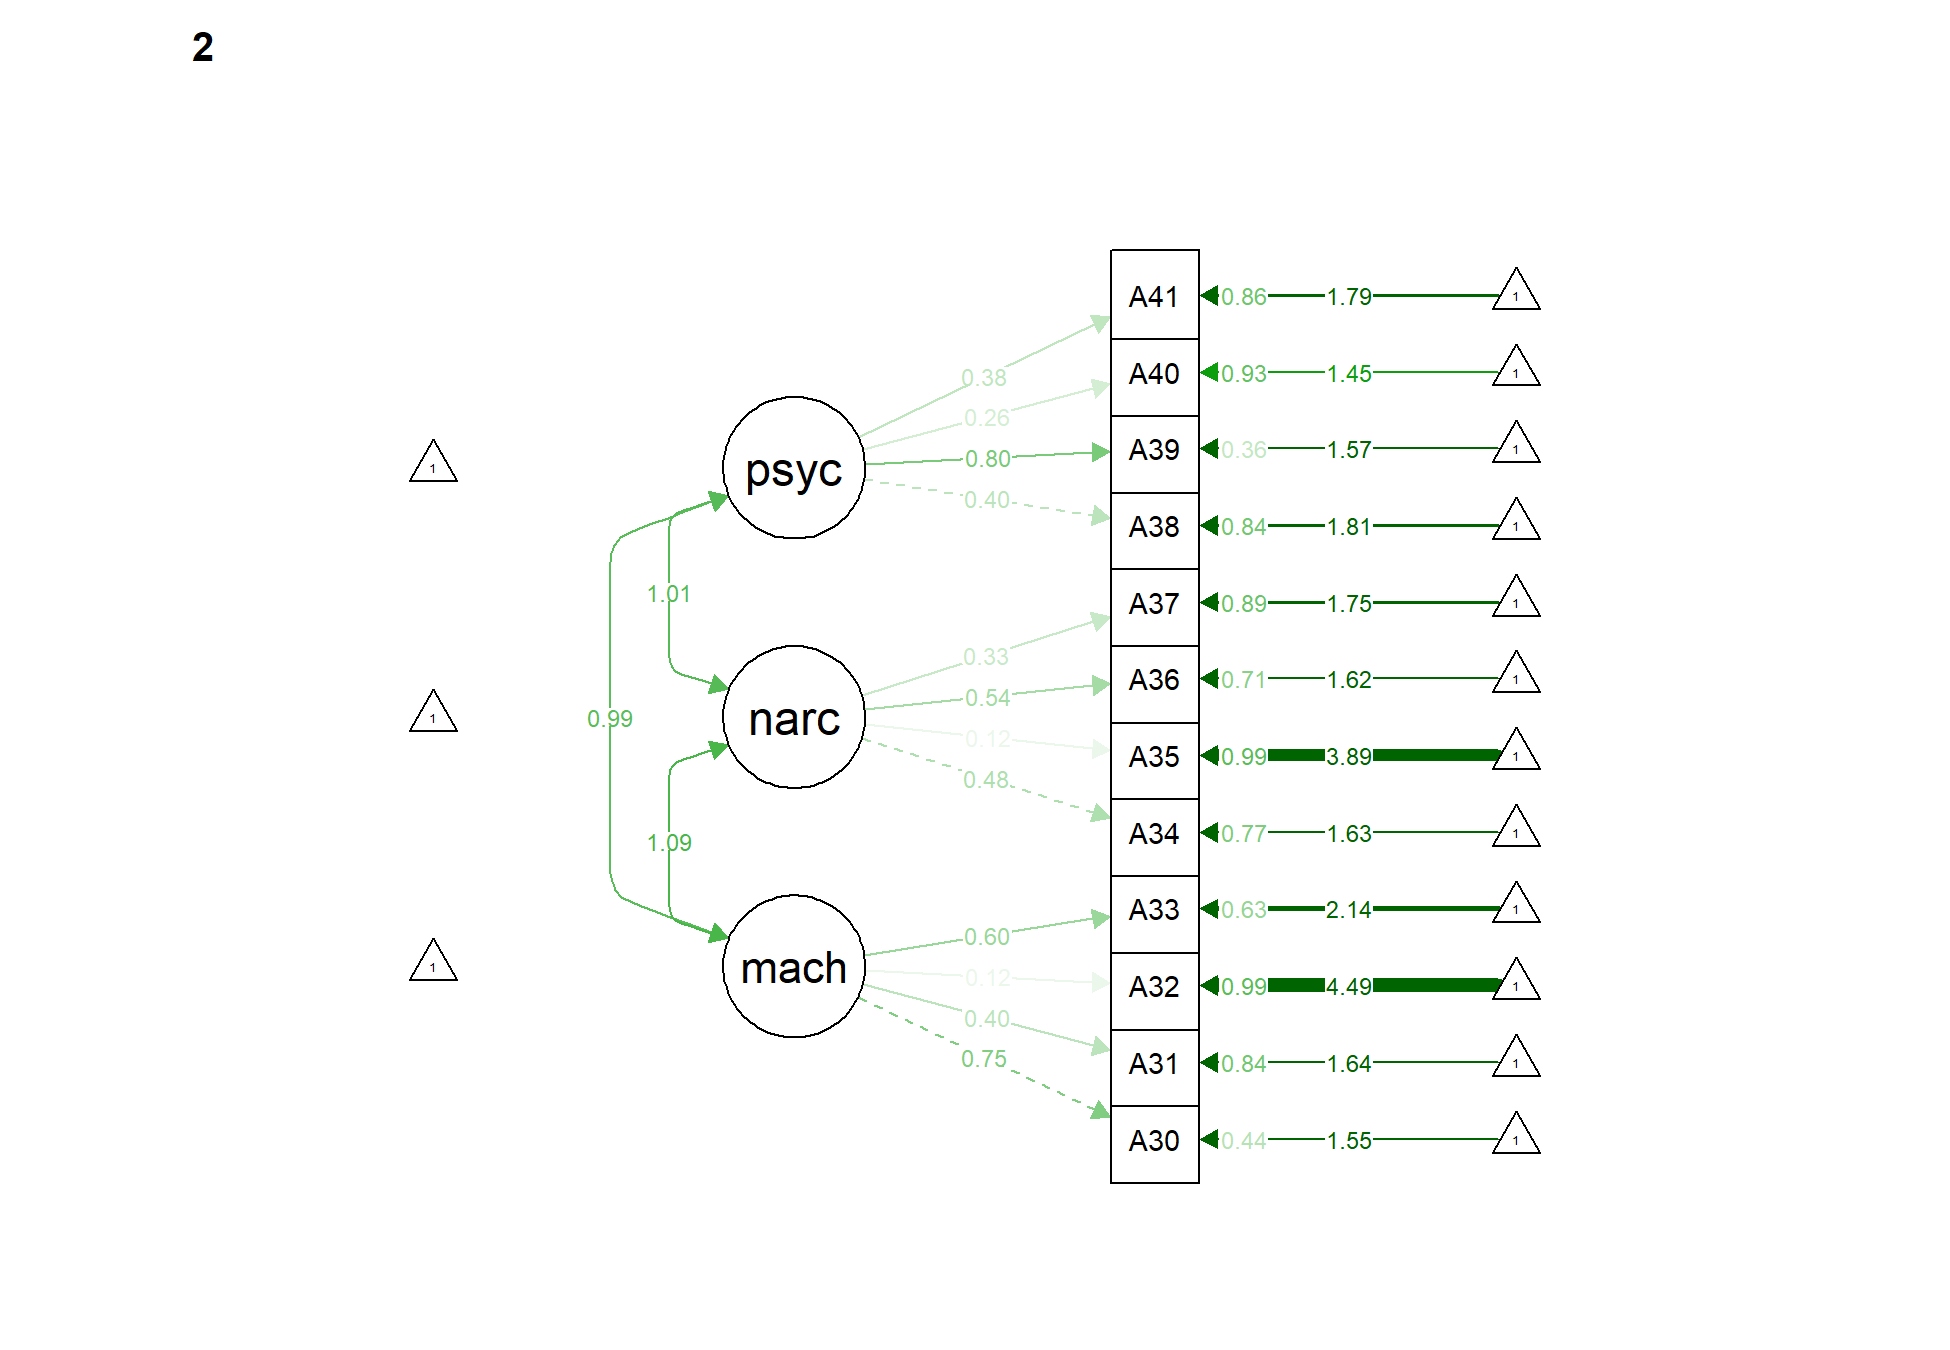 2
A41 0.86 1.79 1
0.38
A40 0.93 1.45 1
0.26
A39 0.36 1.57 1
1 psyc 0.80
0.40
A38 0.84 1.81 1
1.01
A37 0.89 1.75 1
0.33
A36 0.71 1.62 1
0.54
1 0.99 narc
0.12
A35 0.99 3.89 1
0.48
A34 0.77 1.63 1
1.09
A33 0.63 2.14 1
0.60
1 mach 0.12
A32 0.99 4.49 1
0.40
A31 0.84 1.64 1
0.75
A30 0.44 1.55 1